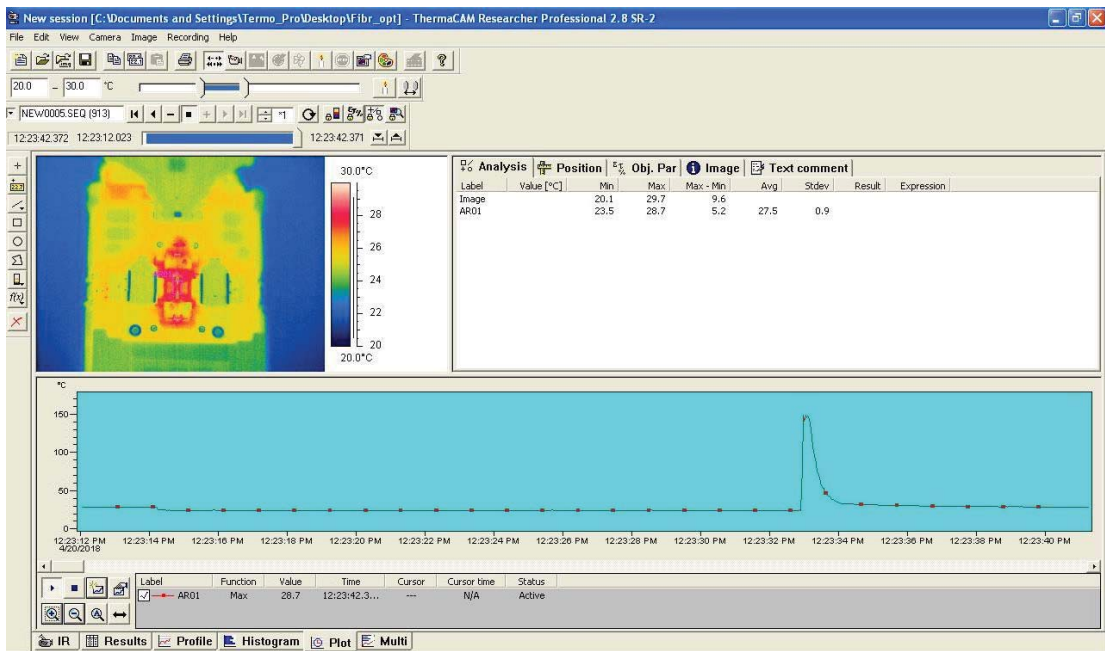 New session [C:\Documents and Settings\Termo_Pro\Desktop\Fibr_opt] - ThermaCAM Researcher Professional 2.8 SR-2
File Edit View Camera Image Recording Help
20.0 - 30.0 °C
NEW0005.SEQ (913) *1
12:23:42.372 12:23:12.023 12:23:42.371
30.0°C
28
26
24
22
20
20.0°C
Analysis Position Obj. Par Image Text comment
Label Value [°C] Min Max Max - Min Avg Stdev Result Expression
Image 20.1 29.7 9.6
AR01 23.5 28.7 5.2 27.5 0.9
°C
150
100
50
0
12:23:12 PM 12:23:14 PM 12:23:16 PM 12:23:18 PM 12:23:20 PM 12:23:22 PM 12:23:24 PM 12:23:26 PM 12:23:28 PM 12:23:30 PM 12:23:32 PM 12:23:34 PM 12:23:36 PM 12:23:38 PM 12:23:40 PM
4/20/2018
Label Function Value Time Cursor Cursor time Status
AR01 Max 28.7 12:23:42.3... --- N/A Active
IR Results Profile Histogram Plot Multi